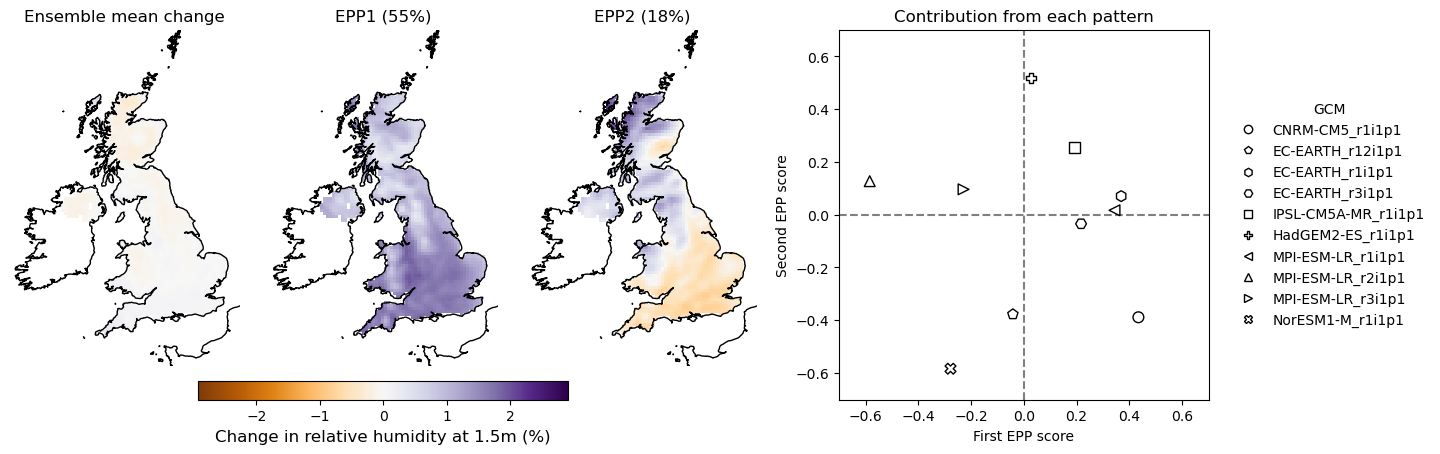 Ensemble mean change
EPP1 (55%)
EPP2 (18%)
−2
−1
0
1
2
Change in relative humidity at 1.5m (%)
Contribution from each pattern
Second EPP score
0.6
0.4
0.2
0.0
−0.2
−0.4
−0.6
−0.6
−0.4
−0.2
0.0
0.2
0.4
0.6
First EPP score
GCM
CNRM-CM5_r1i1p1
EC-EARTH_r12i1p1
EC-EARTH_r1i1p1
EC-EARTH_r3i1p1
IPSL-CM5A-MR_r1i1p1
HadGEM2-ES_r1i1p1
MPI-ESM-LR_r1i1p1
MPI-ESM-LR_r2i1p1
MPI-ESM-LR_r3i1p1
NorESM1-M_r1i1p1